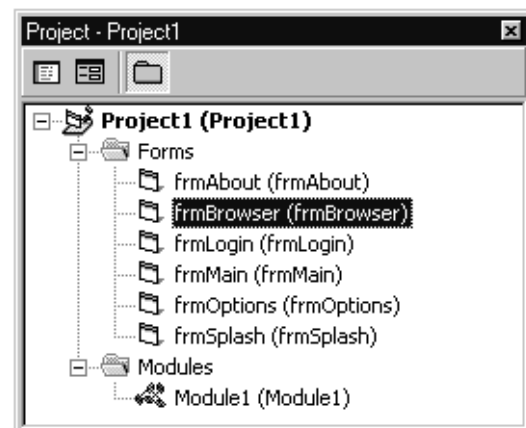 Project - Project1
Project1 (Project1)
Forms
frmAbout (frmAbout)
frmBrowser (frmBrowser)
frmLogin (frmLogin)
frmMain (frmMain)
frmOptions (frmOptions)
frmSplash (frmSplash)
Modules
Module1 (Module1)